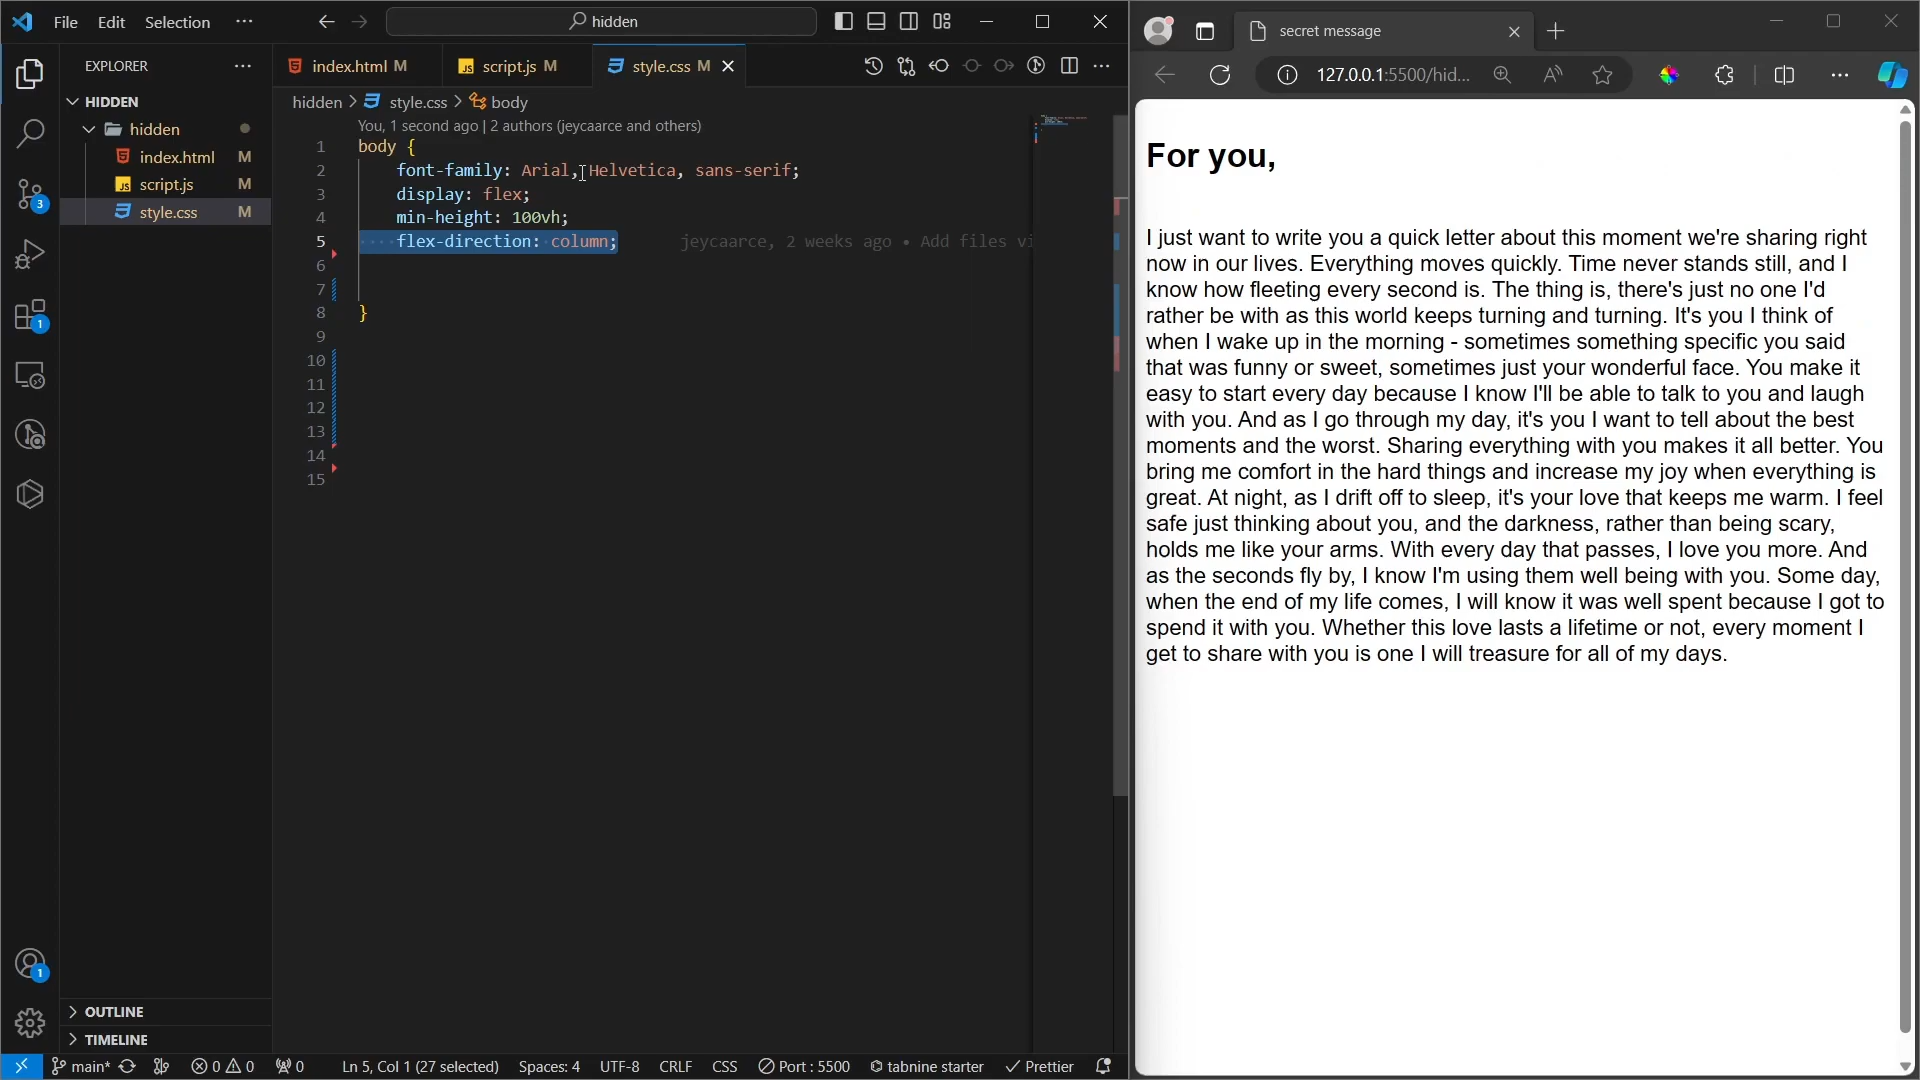 File Edit Selection ··· hidden
EXPLORER ···
HIDDEN
hidden
index.html M
script.js M
style.css M
3
1
1
OUTLINE
TIMELINE
index.html M script.js M style.css M
hidden > style.css > body
You, 1 second ago | 2 authors (jeycaarce and others)
1 body {
2 font-family: Arial, Helvetica, sans-serif;
3 display: flex;
4 min-height: 100vh;
5 ····flex-direction:·column; jeycaarce, 2 weeks ago • Add files vi
6
7
8 }
9
10
11
12
13
14
15
main* 0 0 0 Ln 5, Col 1 (27 selected) Spaces: 4 UTF-8 CRLF CSS Port : 5500 tabnine starter Prettier
secret message
127.0.0.1:5500/hid...
For you,
I just want to write you a quick letter about this moment we're sharing right
now in our lives. Everything moves quickly. Time never stands still, and I
know how fleeting every second is. The thing is, there's just no one I'd
rather be with as this world keeps turning and turning. It's you I think of
when I wake up in the morning - sometimes something specific you said
that was funny or sweet, sometimes just your wonderful face. You make it
easy to start every day because I know I'll be able to talk to you and laugh
with you. And as I go through my day, it's you I want to tell about the best
moments and the worst. Sharing everything with you makes it all better. You
bring me comfort in the hard things and increase my joy when everything is
great. At night, as I drift off to sleep, it's your love that keeps me warm. I feel
safe just thinking about you, and the darkness, rather than being scary,
holds me like your arms. With every day that passes, I love you more. And
as the seconds fly by, I know I'm using them well being with you. Some day,
when the end of my life comes, I will know it was well spent because I got to
spend it with you. Whether this love lasts a lifetime or not, every moment I
get to share with you is one I will treasure for all of my days.